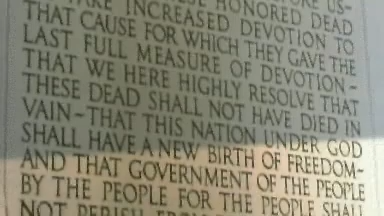 HONORED DEAD
TAKE INCREASED DEVOTION TO
THAT CAUSE FOR WHICH THEY GAVE THE
LAST FULL MEASURE OF DEVOTION-
THAT WE HERE HIGHLY RESOLVE THAT
THESE DEAD SHALL NOT HAVE DIED IN
VAIN-THAT THIS NATION UNDER GOD
SHALL HAVE A NEW BIRTH OF FREEDOM-
AND THAT GOVERNMENT OF THE PEOPLE
BY THE PEOPLE FOR THE PEOPLE SHALL
NOT PERISH